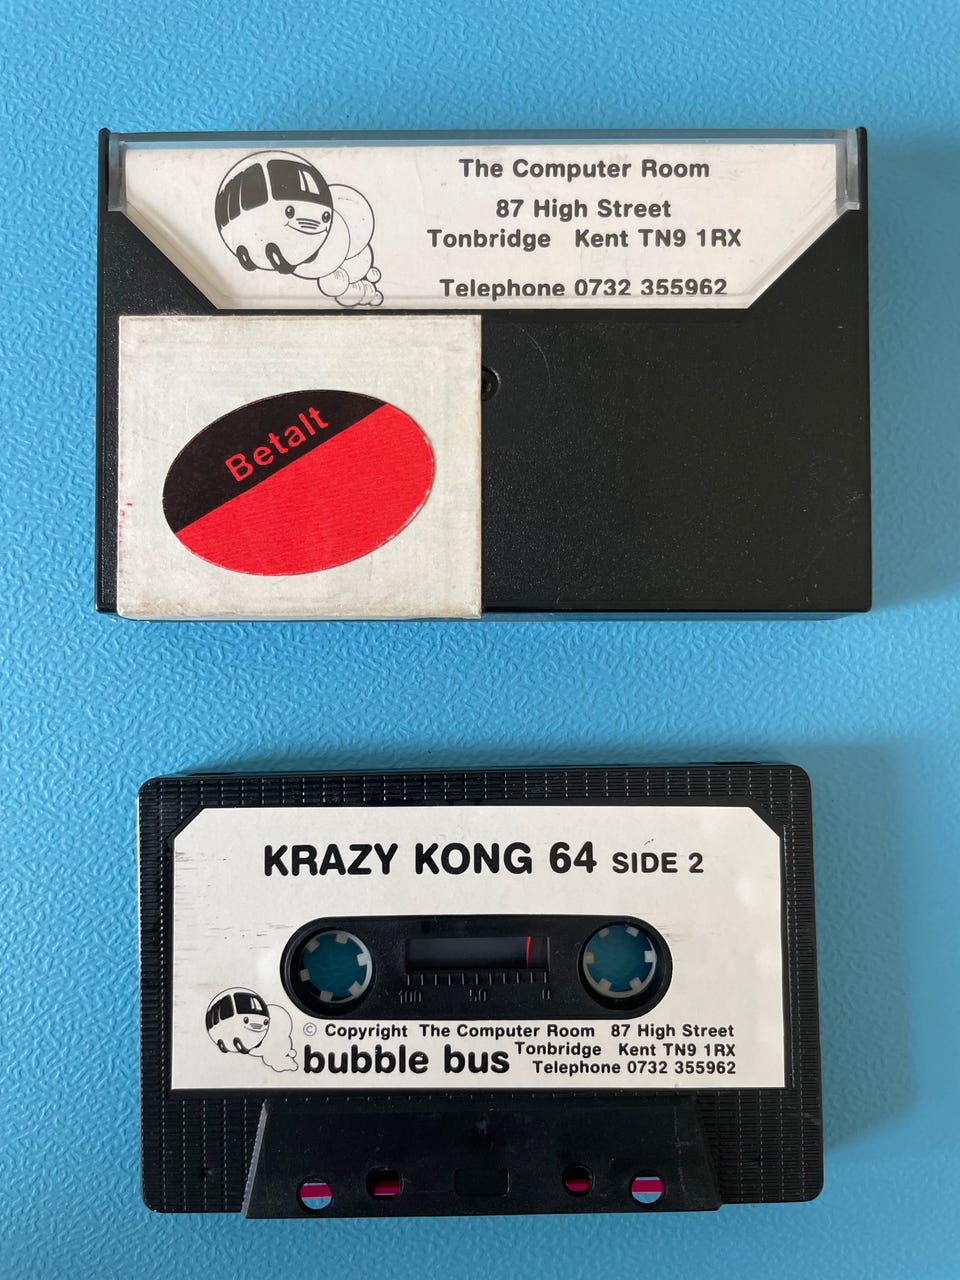 The Computer Room
87 High Street
Tonbridge Kent TN9 1RX
Telephone 0732 355962
Betalt
KRAZY KONG 64 SIDE 2
100 50 0
© Copyright The Computer Room 87 High Street
bubble bus Tonbridge Kent TN9 1RX
Telephone 0732 355962